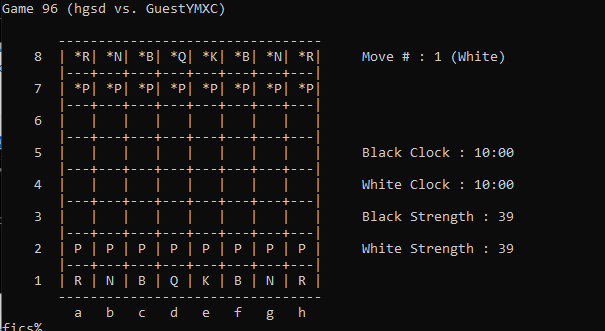 Game 96 (hgsd vs. GuestYMXC)
       ---------------------------------
    8  | *R| *N| *B| *Q| *K| *B| *N| *R|     Move # : 1 (White)
       |---+---+---+---+---+---+---+---|
    7  | *P| *P| *P| *P| *P| *P| *P| *P|
       |---+---+---+---+---+---+---+---|
    6  |   |   |   |   |   |   |   |   |
       |---+---+---+---+---+---+---+---|
    5  |   |   |   |   |   |   |   |   |     Black Clock : 10:00
       |---+---+---+---+---+---+---+---|
    4  |   |   |   |   |   |   |   |   |     White Clock : 10:00
       |---+---+---+---+---+---+---+---|
    3  |   |   |   |   |   |   |   |   |     Black Strength : 39
       |---+---+---+---+---+---+---+---|
    2  | P | P | P | P | P | P | P | P |     White Strength : 39
       |---+---+---+---+---+---+---+---|
    1  | R | N | B | Q | K | B | N | R |
       ---------------------------------
         a   b   c   d   e   f   g   h
fics%